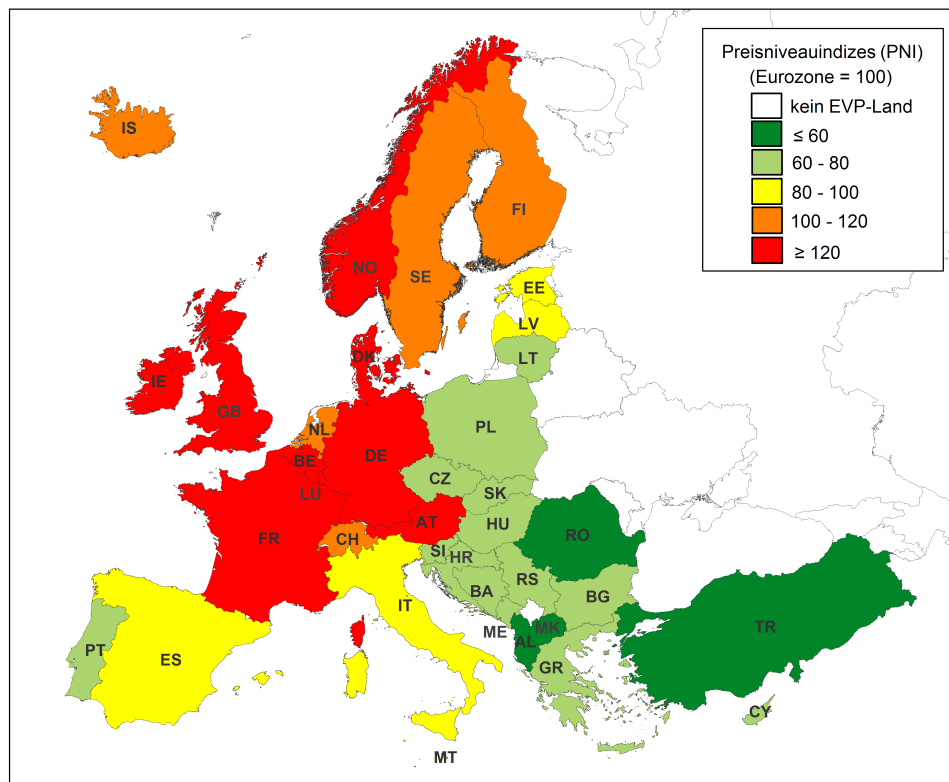 Preisniveauindizes (PNI)
(Eurozone = 100)
kein EVP-Land
≤ 60
60 - 80
80 - 100
100 - 120
≥ 120
IS
FI
NO
SE
EE
LV
LT
DK
IE
GB
NL
PL
BE
DE
CZ
LU
SK
AT
HU
FR
CH
RO
SI
HR
RS
BA
BG
IT
ME
AL
MK
TR
PT
ES
GR
CY
MT